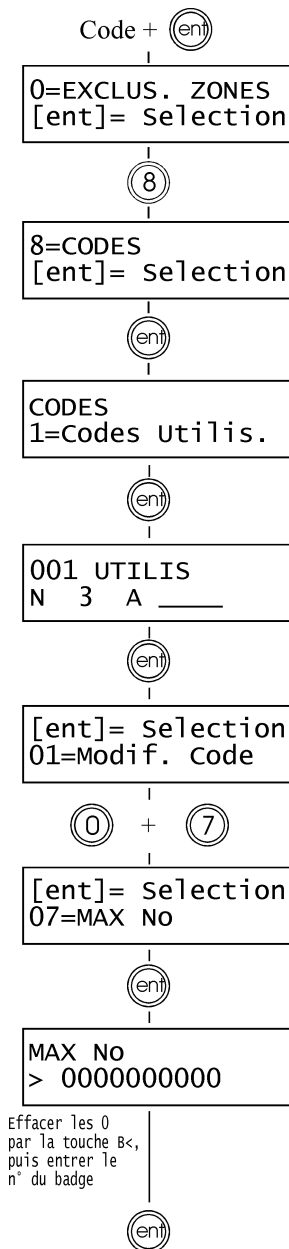 Code + ent
0=EXCLUS. ZONES
[ent]= Selection
8
8=CODES
[ent]= Selection
ent
CODES
1=Codes Utilis.
ent
001 UTILIS
N 3 A ____
ent
[ent]= Selection
01=Modif. Code
0 + 7
[ent]= Selection
07=MAX No
ent
MAX No
> 0000000000
Effacer les 0
par la touche B<,
puis entrer le
n° du badge
ent